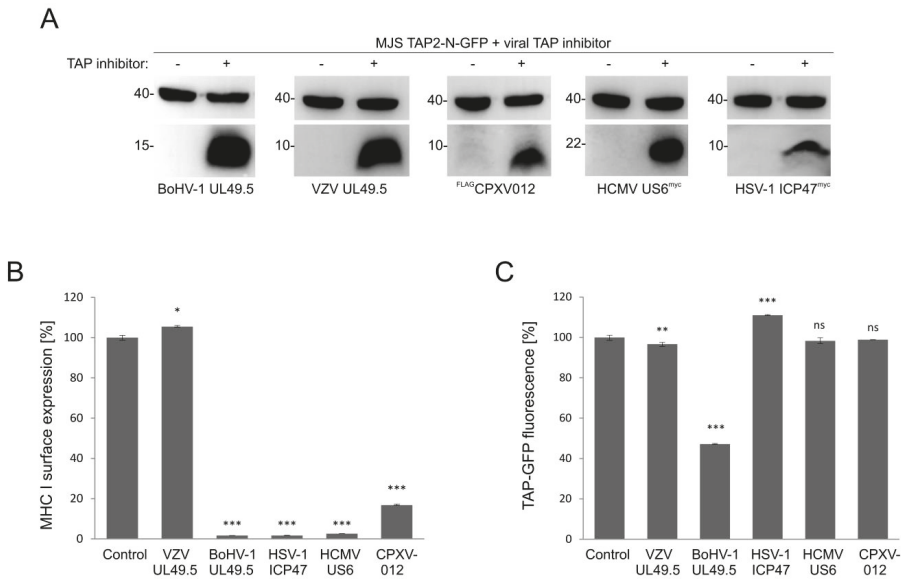 A
MJS TAP2-N-GFP + viral TAP inhibitor
TAP inhibitor: - + - + - + - + - +
40- 40- 40- 40- 40-
15- 10- 10- 22- 10-
BoHV-1 UL49.5 VZV UL49.5 FLAGCPXV012 HCMV US6myc HSV-1 ICP47myc
B
MHC I surface expression [%]
120
100
80
60
40
20
0
*
***
***
***
***
Control VZV UL49.5 BoHV-1 UL49.5 HSV-1 ICP47 HCMV US6 CPXV-012
C
TAP-GFP fluorescence [%]
120
100
80
60
40
20
0
**
***
***
ns
ns
Control VZV UL49.5 BoHV-1 UL49.5 HSV-1 ICP47 HCMV US6 CPXV-012